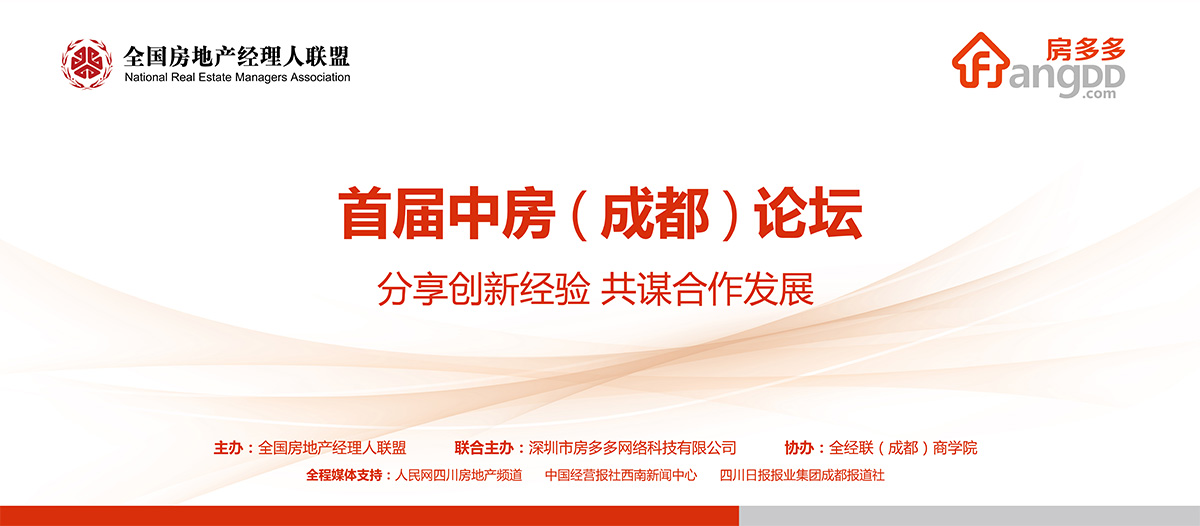 全国房地产经理人联盟
National Real Estate Managers Association
房多多
FangDD
.com
首届中房（成都）论坛
分享创新经验 共谋合作发展
主办：全国房地产经理人联盟 联合主办：深圳市房多多网络科技有限公司 协办：全经联（成都）商学院
全程媒体支持：人民网四川房地产频道 中国经营报社西南新闻中心 四川日报报业集团成都报道社